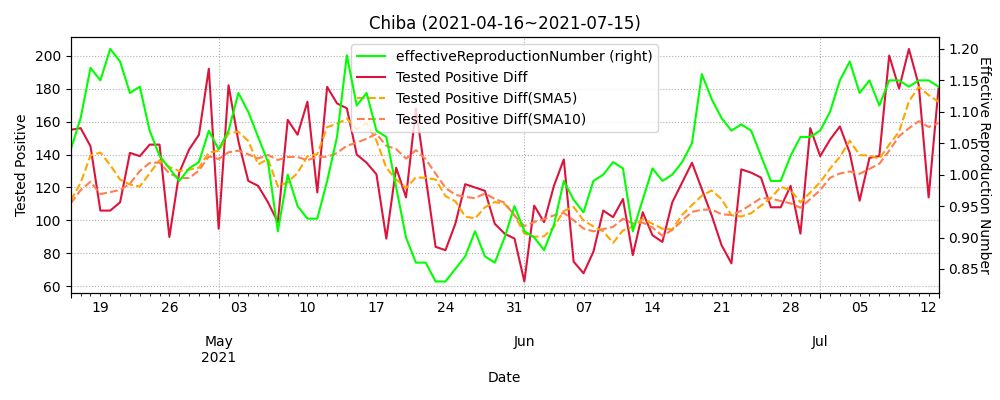 Chiba (2021-04-16~2021-07-15)
effectiveReproductionNumber (right)
Tested Positive Diff
Tested Positive Diff(SMA5)
Tested Positive Diff(SMA10)
Tested Positive
200
180
160
140
120
100
80
60
1.20
1.15
1.10
1.05
1.00
0.95
0.90
0.85
Effective Reproduction Number
19 26 03 10 17 24 31 07 14 21 28 05 12
May Jun Jul
2021
Date